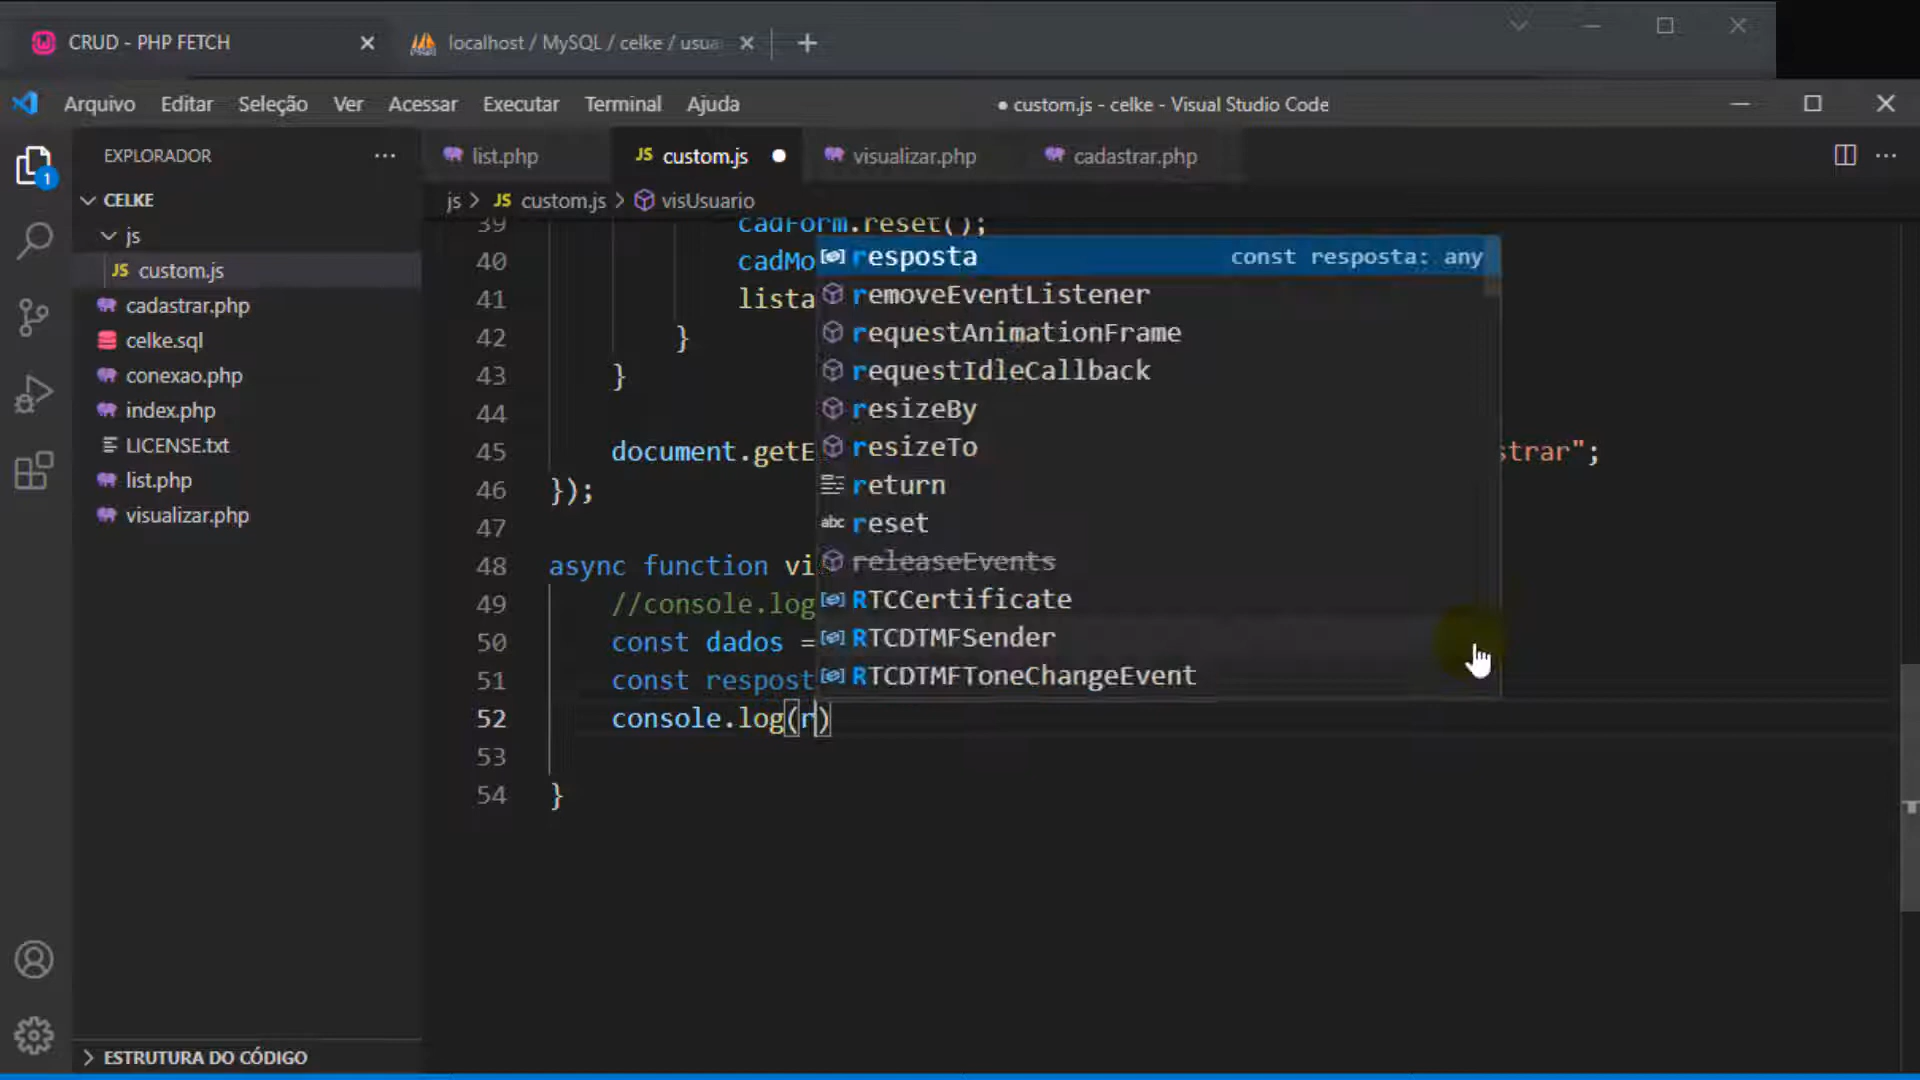 CRUD - PHP FETCH
localhost / MySQL / celke / usua
Arquivo Editar Seleção Ver Acessar Executar Terminal Ajuda
● custom.js - celke - Visual Studio Code
EXPLORADOR
1
CELKE
js
JS custom.js
cadastrar.php
celke.sql
conexao.php
index.php
LICENSE.txt
list.php
visualizar.php
ESTRUTURA DO CÓDIGO
list.php
JS custom.js
visualizar.php
cadastrar.php
js > JS custom.js > visUsuario
39 cadForm.reset();
40 cadMo
41 lista
42 }
43 }
44
45 document.getE
strar";
46 });
47
48 async function vi
49 //console.log
50 const dados =
51 const respost
52 console.log(r)
53
54 }
resposta const resposta: any
removeEventListener
requestAnimationFrame
requestIdleCallback
resizeBy
resizeTo
return
abc reset
releaseEvents
RTCCertificate
RTCDTMFSender
RTCDTMFToneChangeEvent